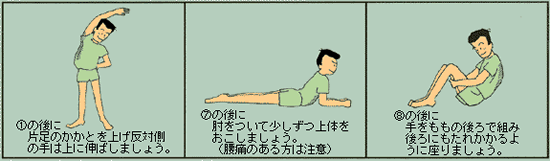 ①の後に
片足のかかとを上げ反対側
の手は上に伸ばしましょう。
⑦の後に
肘をついて少しずつ上体を
おこしましょう。
(腰痛のある方は注意)
⑧の後に
手をももの後ろで組み
後ろにもたれかかるよ
うに座りましょう。